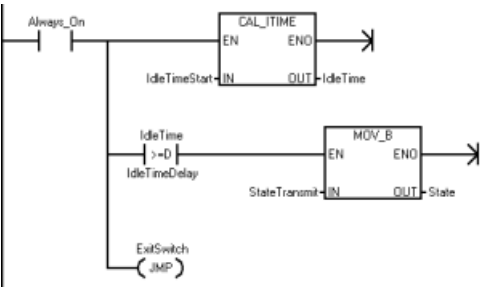 Always_On
CAL_ITIME
EN ENO
IdleTimeStart IN OUT IdleTime
IdleTime
>=D
IdleTimeDelay
MOV_B
EN ENO
StateTransmit IN OUT State
ExitSwitch
JMP